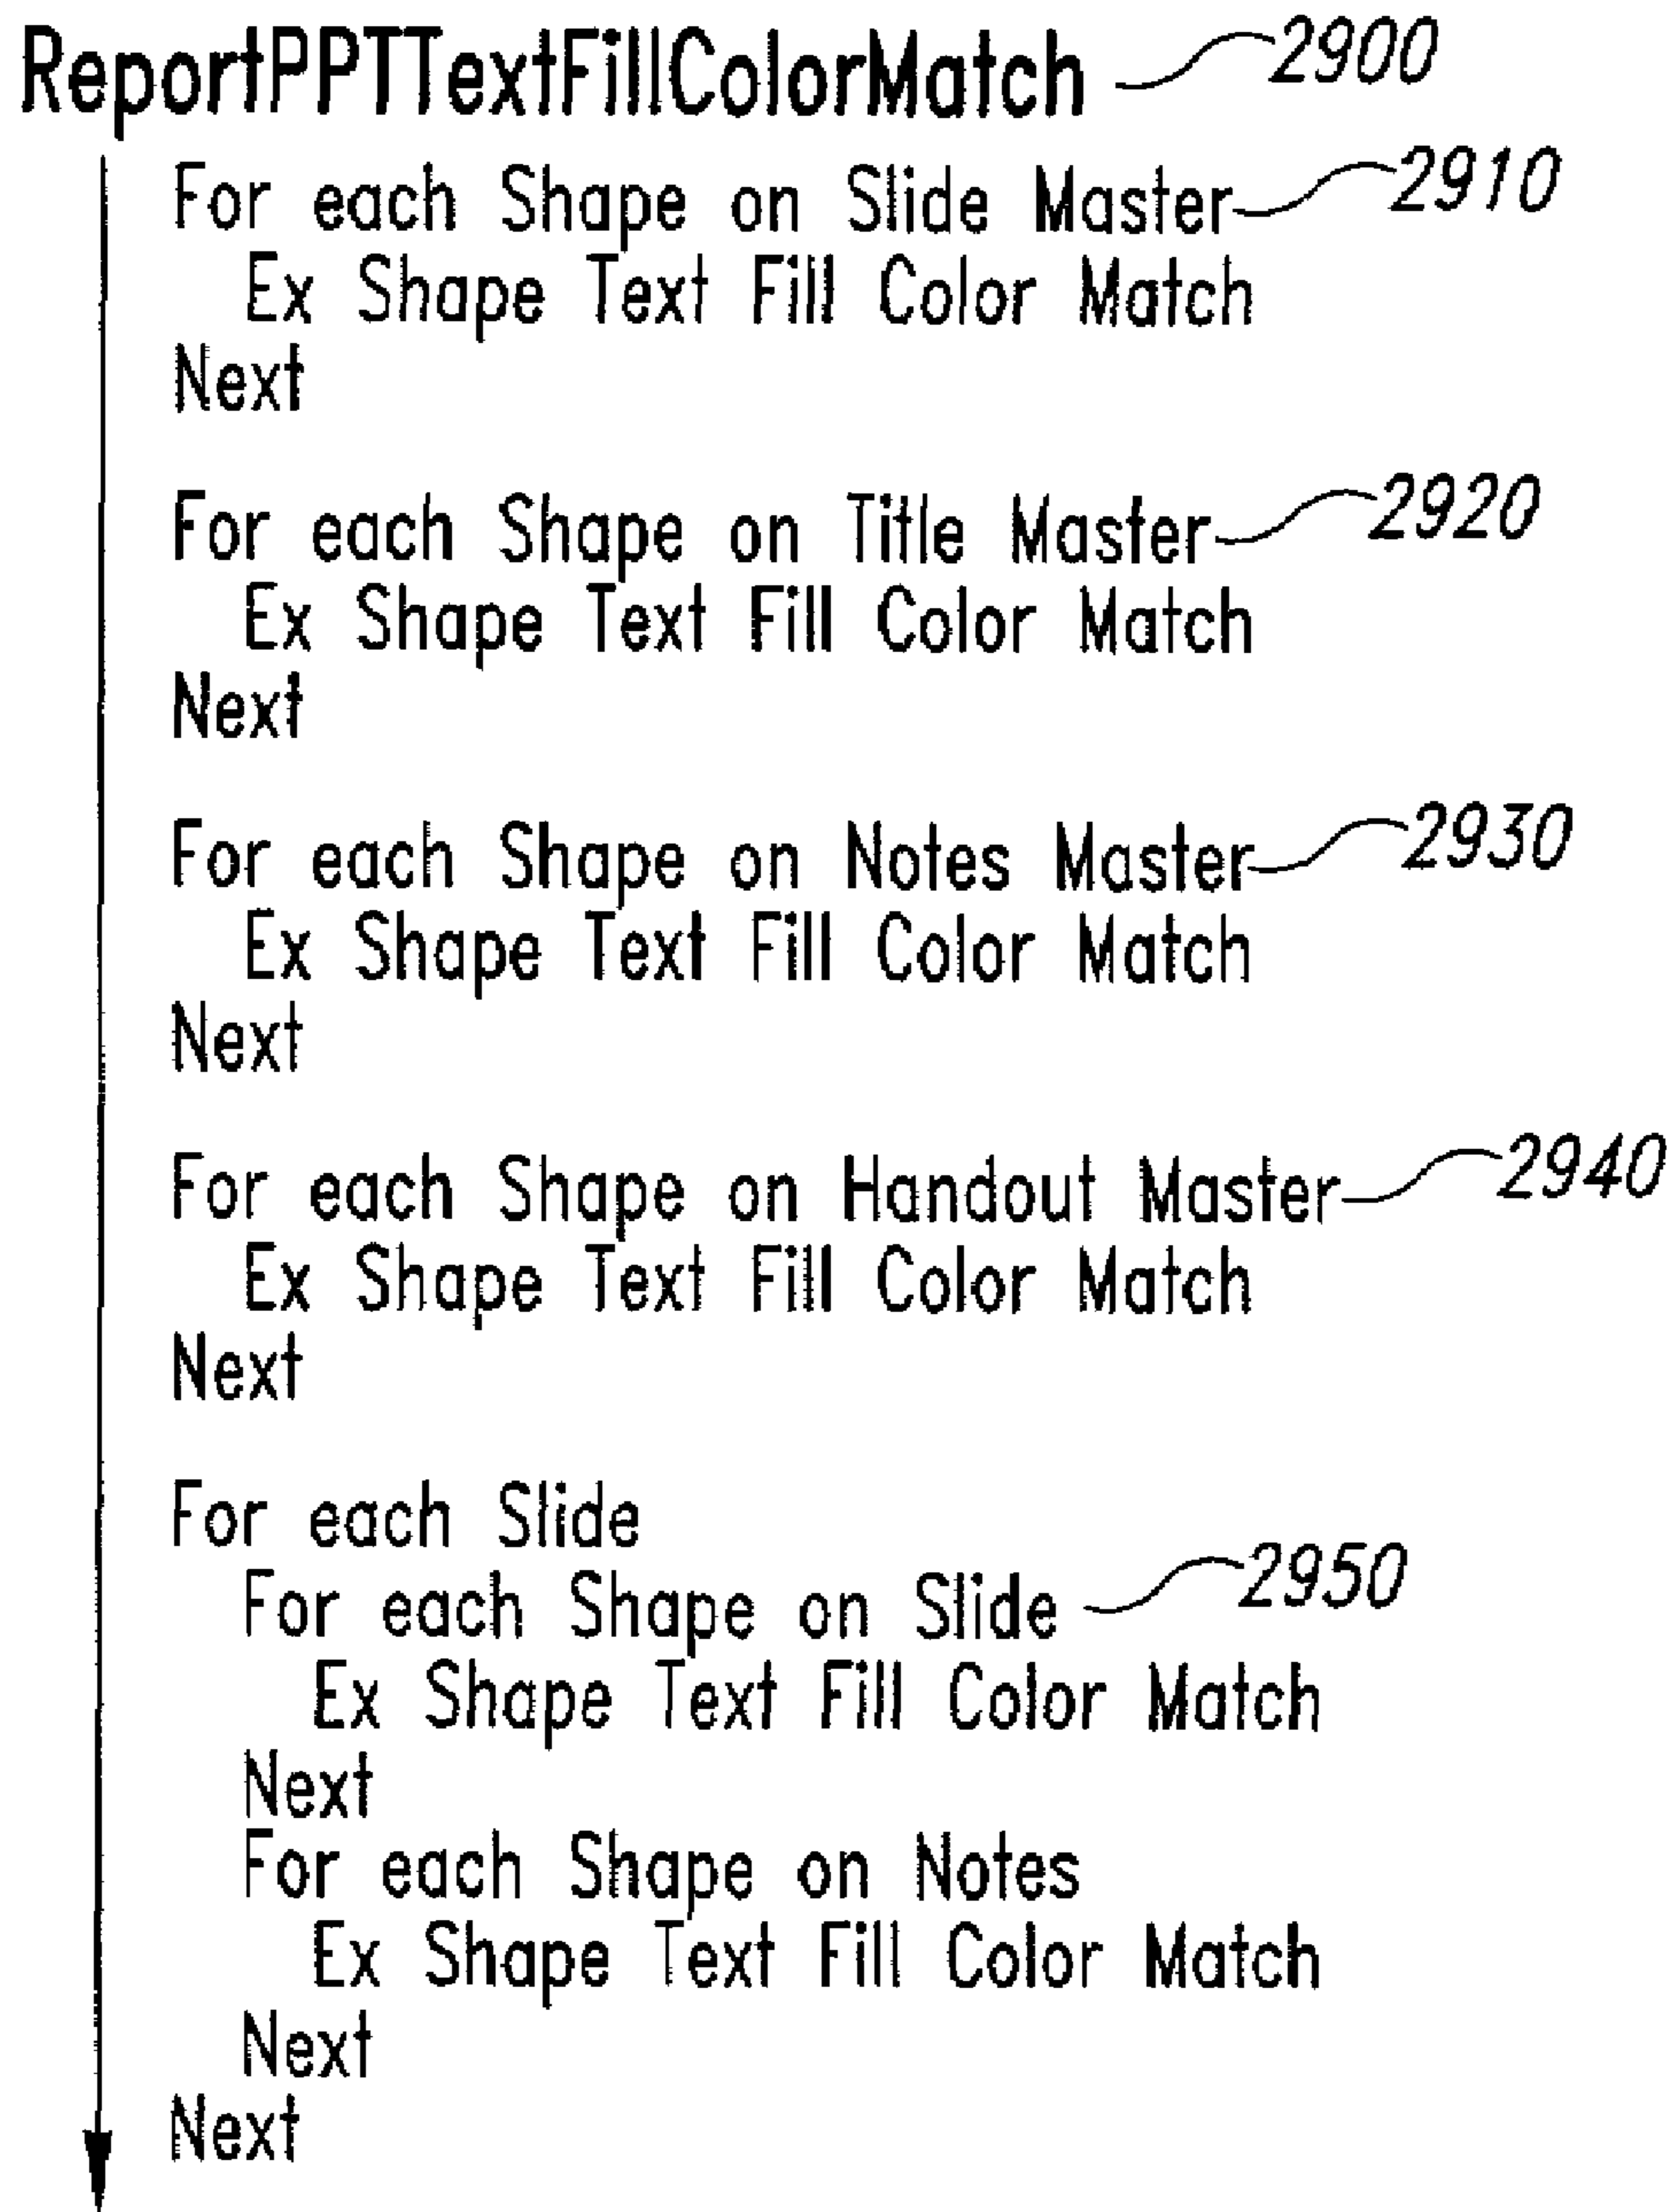 ReportPPTTextFillColorMatch 2900
For each Shape on Slide Master 2910
Ex Shape Text Fill Color Match
Next
For each Shape on Title Master 2920
Ex Shape Text Fill Color Match
Next
For each Shape on Notes Master 2930
Ex Shape Text Fill Color Match
Next
For each Shape on Handout Master 2940
Ex Shape Text Fill Color Match
Next
For each Slide
For each Shape on Slide 2950
Ex Shape Text Fill Color Match
Next
For each Shape on Notes
Ex Shape Text Fill Color Match
Next
Next